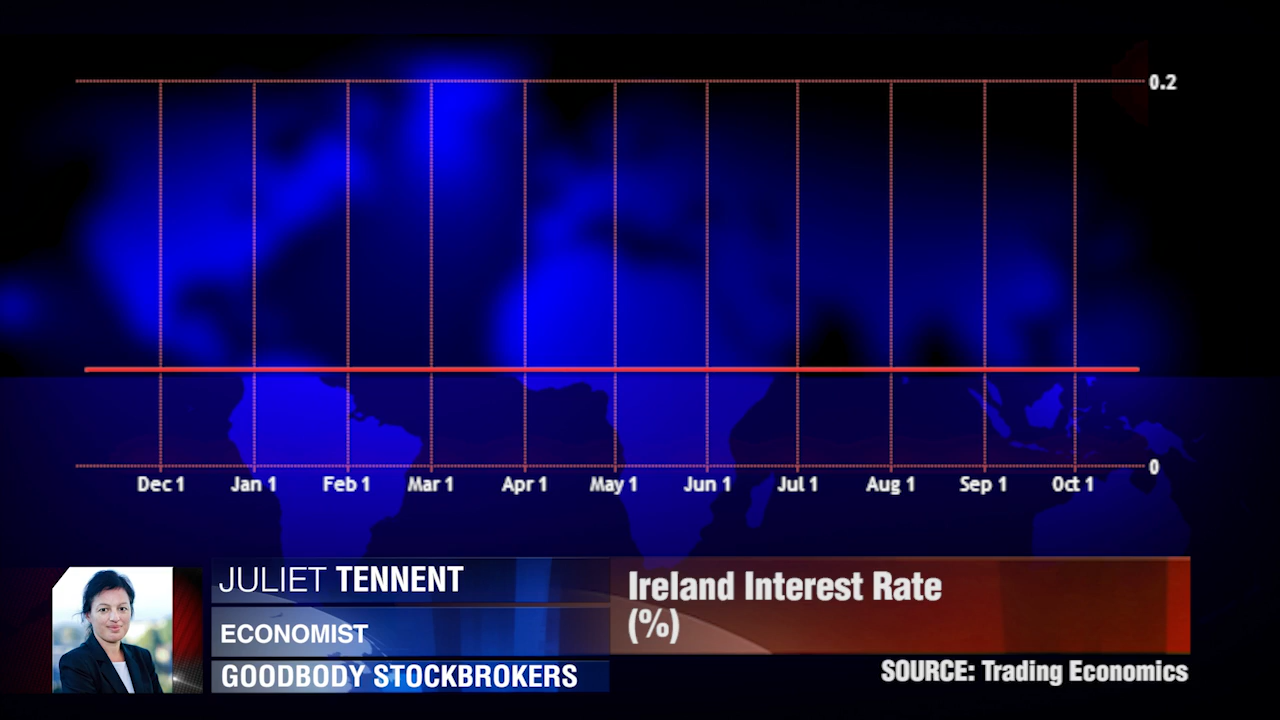 0.2
0
Dec 1 Jan 1 Feb 1 Mar 1 Apr 1 May 1 Jun 1 Jul 1 Aug 1 Sep 1 Oct 1
JULIET TENNENT
ECONOMIST
GOODBODY STOCKBROKERS
Ireland Interest Rate
(%)
SOURCE: Trading Economics